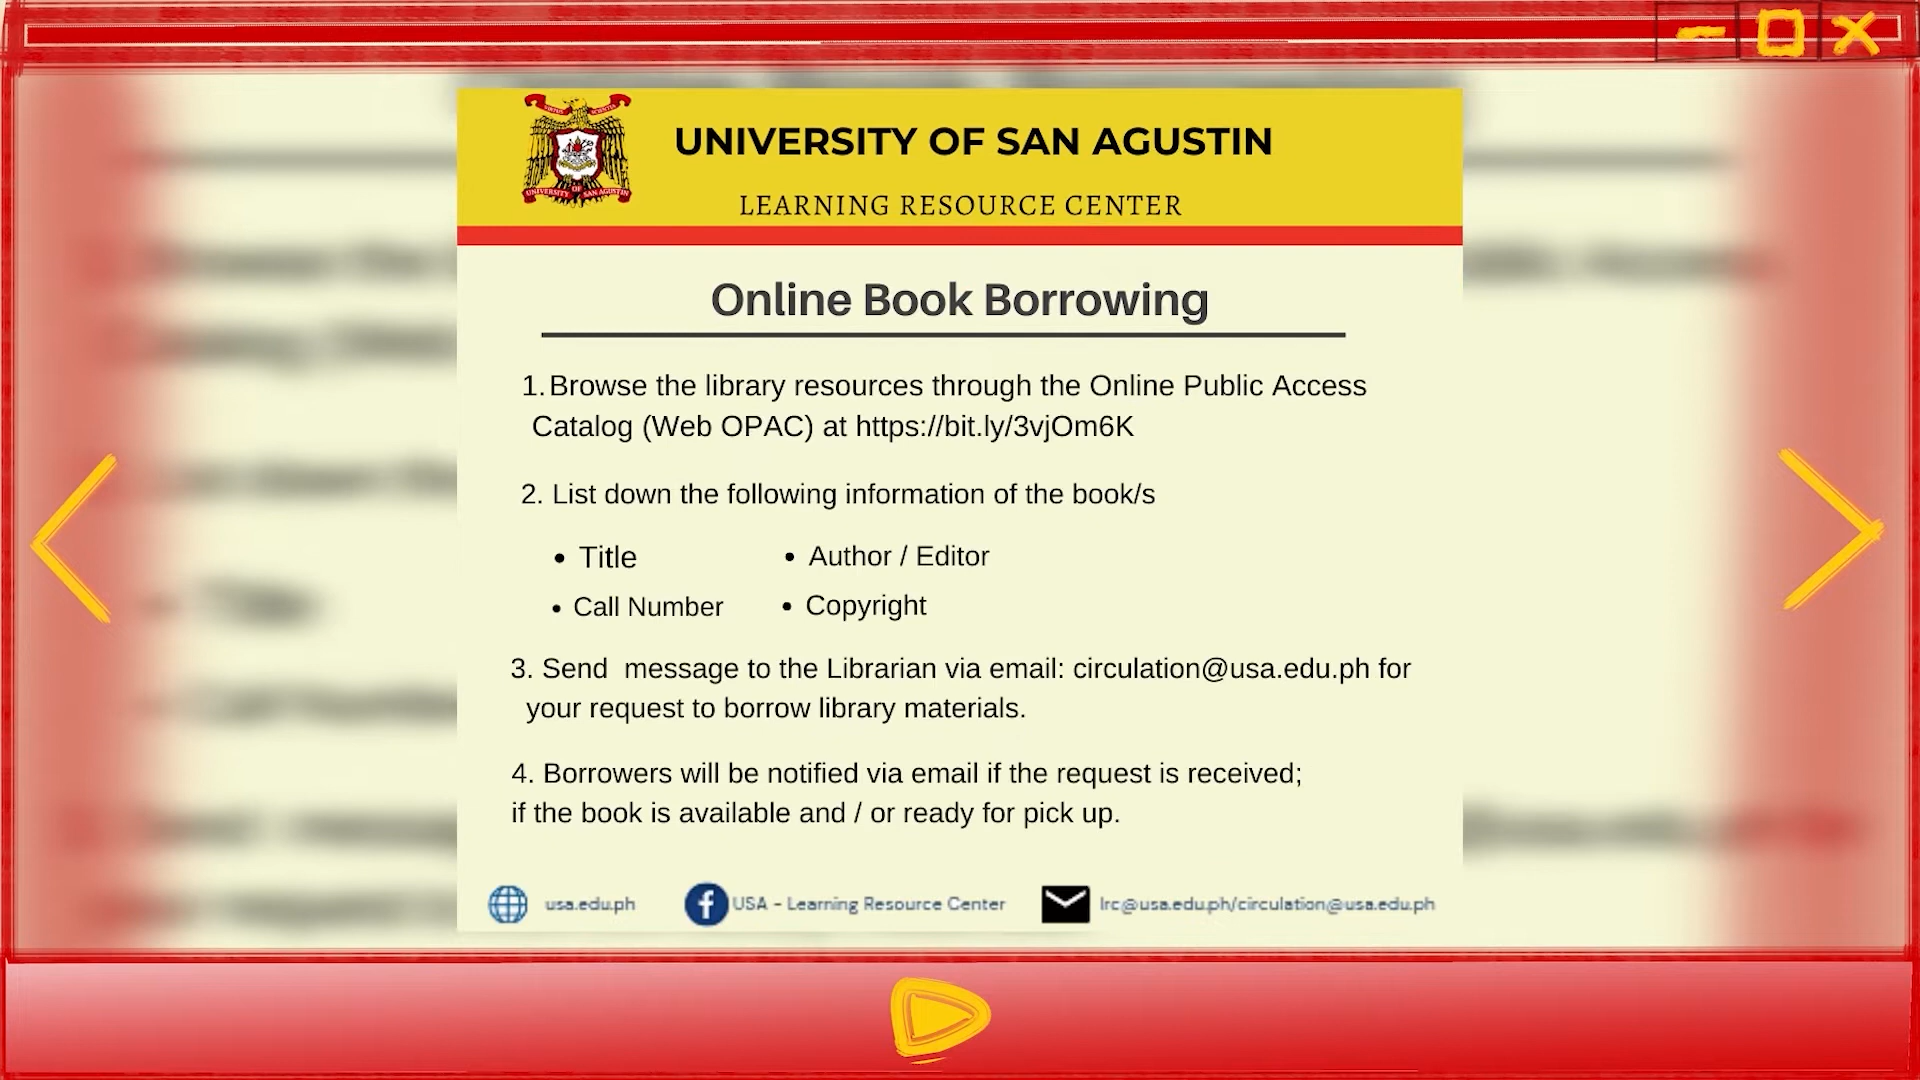 UNIVERSITY OF SAN AGUSTIN
LEARNING RESOURCE CENTER
UNIVERSITY OF SAN AGUSTIN
Online Book Borrowing
1. Browse the library resources through the Online Public Access
Catalog (Web OPAC) at https://bit.ly/3vjOm6K
2. List down the following information of the book/s
• Title
• Author / Editor
• Call Number
• Copyright
3. Send message to the Librarian via email: circulation@usa.edu.ph for
your request to borrow library materials.
4. Borrowers will be notified via email if the request is received;
if the book is available and / or ready for pick up.
usa.edu.ph
USA - Learning Resource Center
lrc@usa.edu.ph/circulation@usa.edu.ph